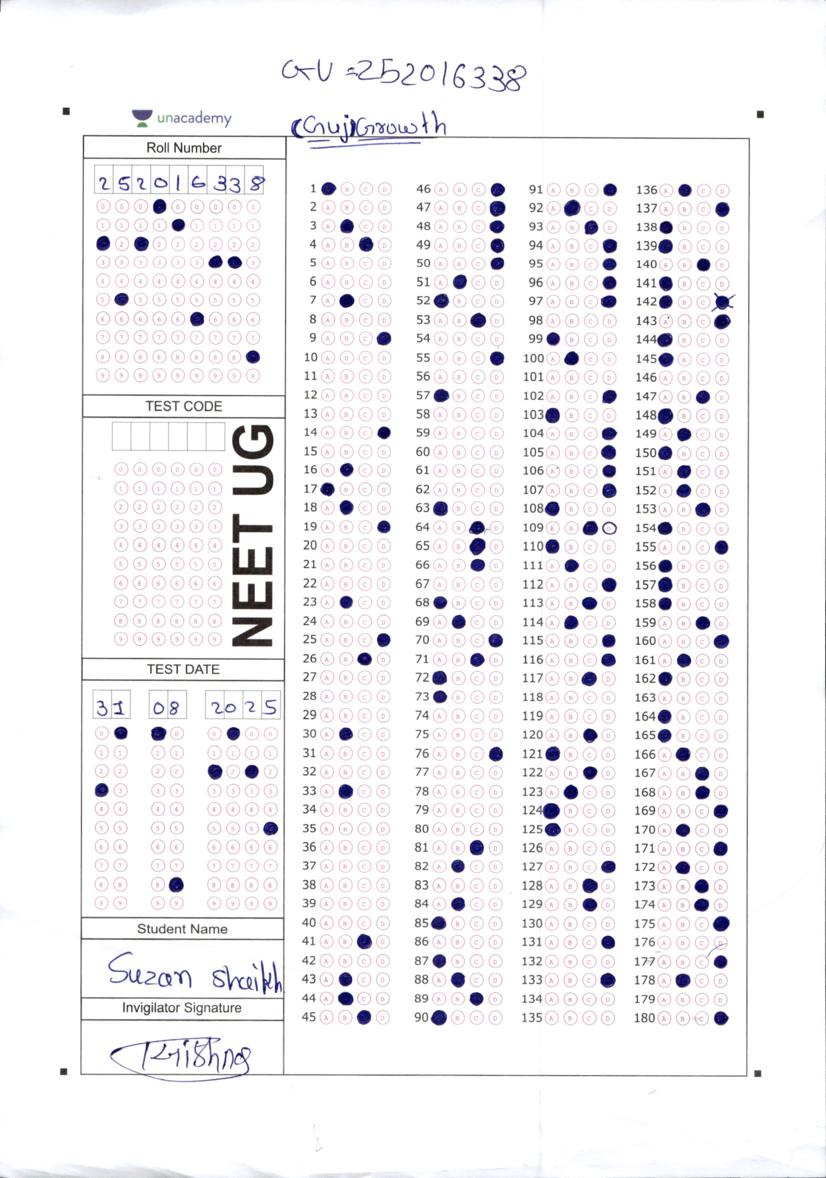 GU = 252016338
unacademy
(Guj) Growth
Roll Number
2 5 2 0 1 6 3 3 8
TEST CODE
NEET UG
TEST DATE
31 08 2025
Student Name
Suzan Shaikh
Invigilator Signature
Krishna
1 A B C D 46 A B C D 91 A B C D 136 A B C D
2 A B C D 47 A B C D 92 A B C D 137 A B C D
3 A B C D 48 A B C D 93 A B C D 138 A B C D
4 A B C D 49 A B C D 94 A B C D 139 A B C D
5 A B C D 50 A B C D 95 A B C D 140 A B C D
6 51 96 141
7 52 97 142
8 53 98 143
9 54 99 144
10 55 100 145
11 56 101 146
12 57 102 147
13 58 103 148
14 59 104 149
15 60 105 150
16 61 106 151
17 62 107 152
18 63 108 153
19 64 109 154
20 65 110 155
21 66 111 156
22 67 112 157
23 68 113 158
24 69 114 159
25 70 115 160
26 71 116 161
27 72 117 162
28 73 118 163
29 74 119 164
30 75 120 165
31 76 121 166
32 77 122 167
33 78 123 168
34 79 124 169
35 80 125 170
36 81 126 171
37 82 127 172
38 83 128 173
39 84 129 174
40 85 130 175
41 86 131 176
42 87 132 177
43 88 133 178
44 89 134 179
45 90 135 180